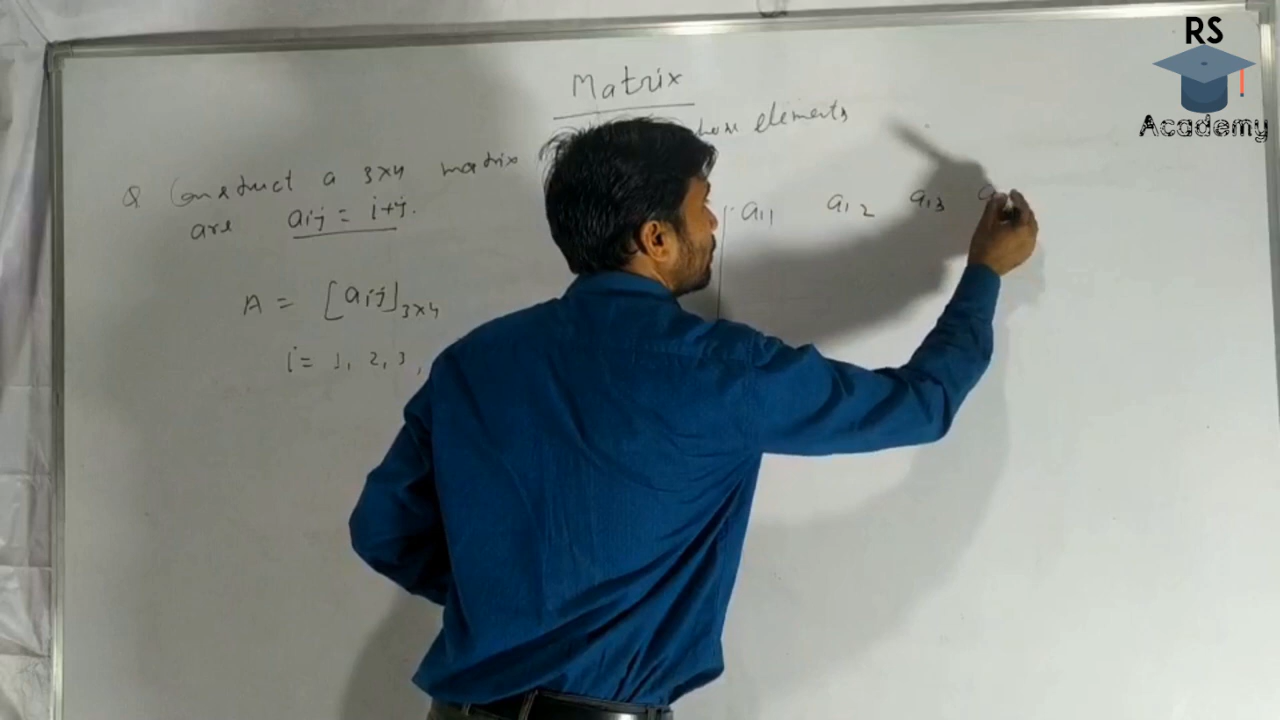 RS
Academy
Matrix
Q Construct a 3x4 matrix whose elements
are aij = i+j.
A = [aij]3x4
i = 1, 2, 3,
a11 a12 a13 a